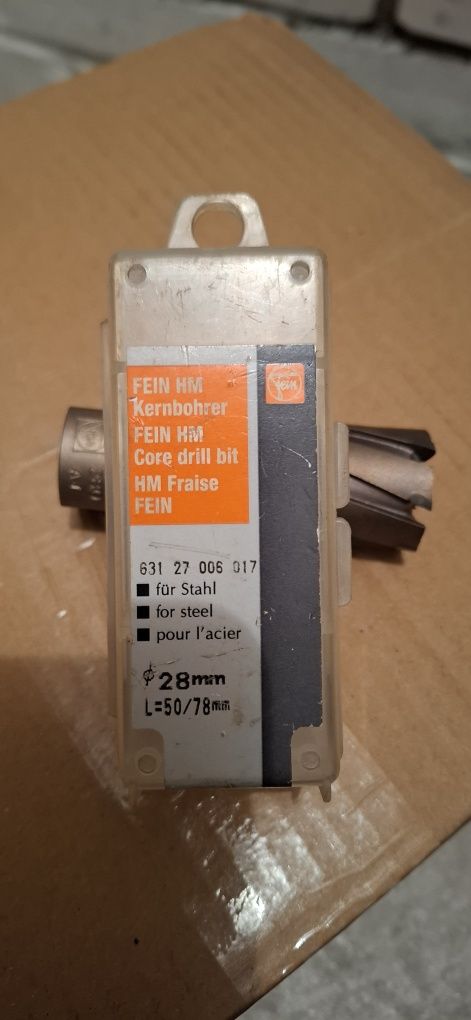 FEIN HM
Kernbohrer
FEIN HM
Core drill bit
HM Fraise
FEIN
fein
631 27 006 017
für Stahl
for steel
pour l'acier
ø 28mm
L=50/78mm